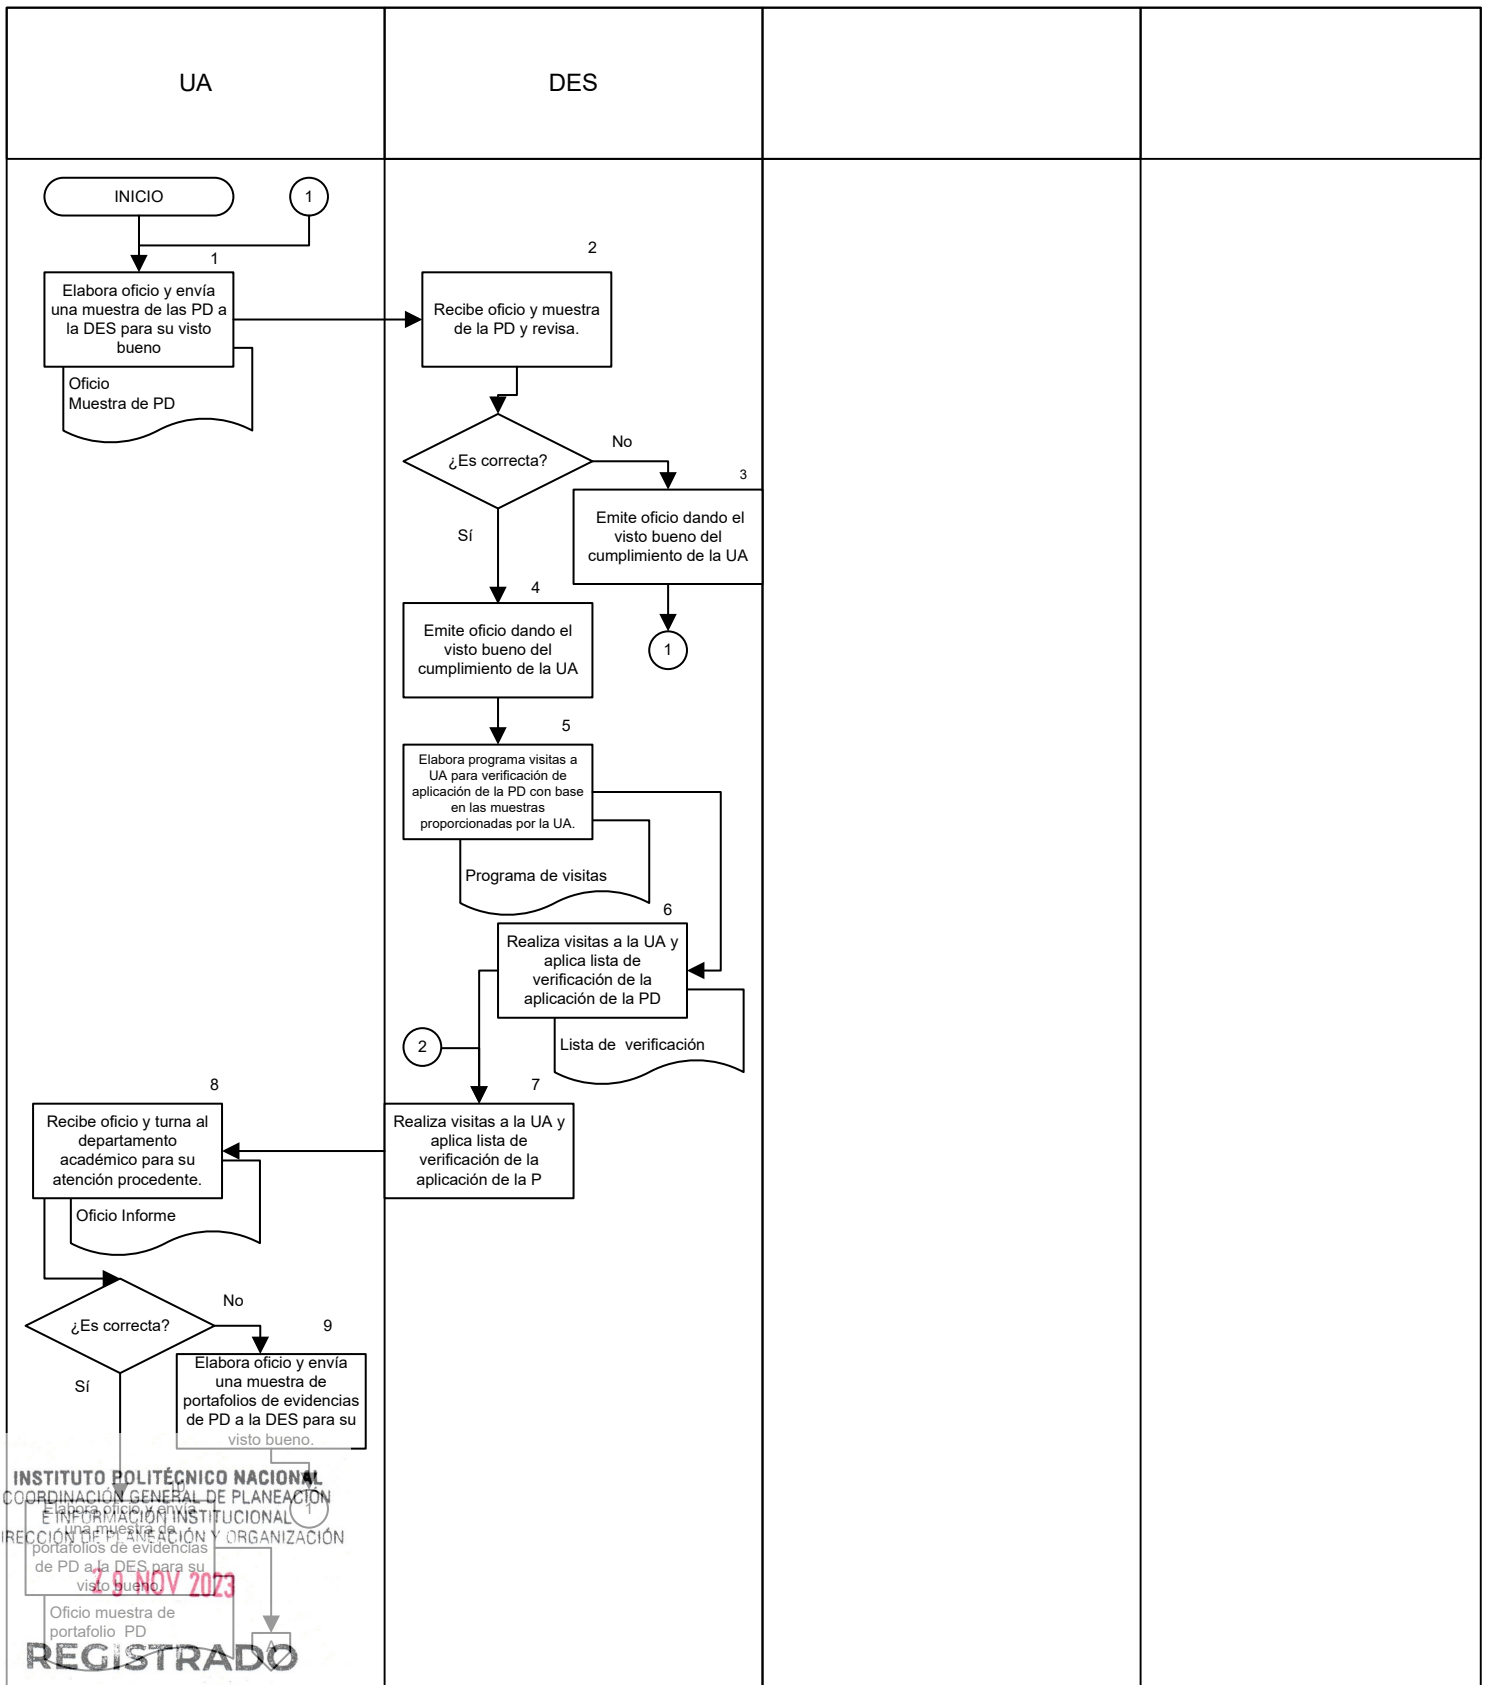 UA
DES
INICIO
1
1
Elabora oficio y envía
una muestra de las PD a
la DES para su visto
bueno
Oficio
Muestra de PD
2
Recibe oficio y muestra
de la PD y revisa.
¿Es correcta?
No
Sí
3
Emite oficio dando el
visto bueno del
cumplimiento de la UA
1
4
Emite oficio dando el
visto bueno del
cumplimiento de la UA
5
Elabora programa visitas a
UA para verificación de
aplicación de la PD con base
en las muestras
proporcionadas por la UA.
Programa de visitas
6
Realiza visitas a la UA y
aplica lista de
verificación de la
aplicación de la PD
Lista de verificación
2
7
Realiza visitas a la UA y
aplica lista de
verificación de la
aplicación de la P
8
Recibe oficio y turna al
departamento
académico para su
atención procedente.
Oficio Informe
¿Es correcta?
No
Sí
9
Elabora oficio y envía
una muestra de
portafolios de evidencias
de PD a la DES para su
visto bueno.
1
10
Elabora oficio y envía
una muestra de
portafolios de evidencias
de PD a la DES para su
visto bueno.
Oficio muestra de
portafolio PD
A
INSTITUTO POLITÉCNICO NACIONAL
COORDINACIÓN GENERAL DE PLANEACIÓN
E INFORMACIÓN INSTITUCIONAL
IRECCIÓN DE PLANEACIÓN Y ORGANIZACIÓN
29 NOV 2023
REGISTRADO